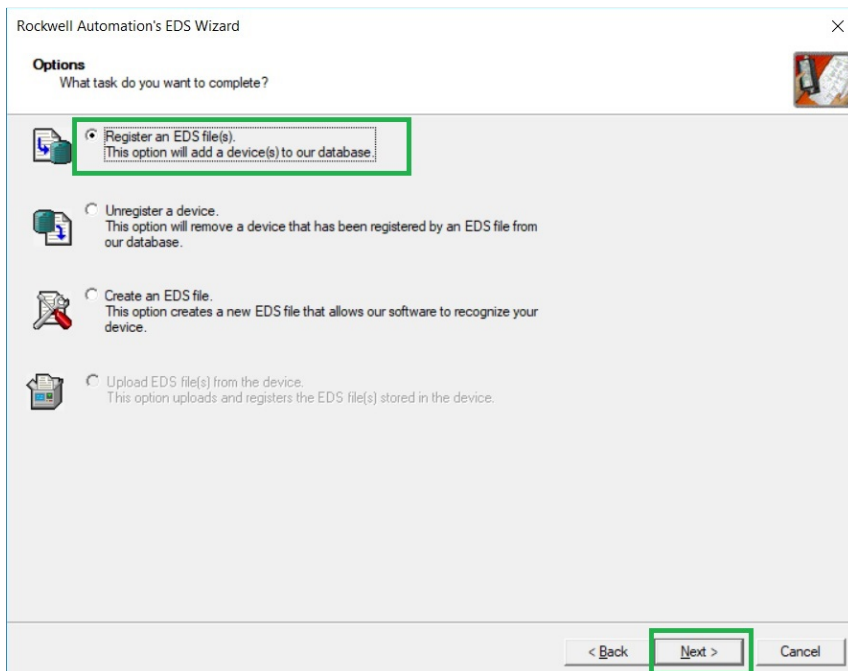 Rockwell Automation's EDS Wizard
Options
What task do you want to complete?
Register an EDS file(s).
This option will add a device(s) to our database.
Unregister a device.
This option will remove a device that has been registered by an EDS file from
our database.
Create an EDS file.
This option creates a new EDS file that allows our software to recognize your
device.
Upload EDS file(s) from the device.
This option uploads and registers the EDS file(s) stored in the device.
< Back
Next >
Cancel